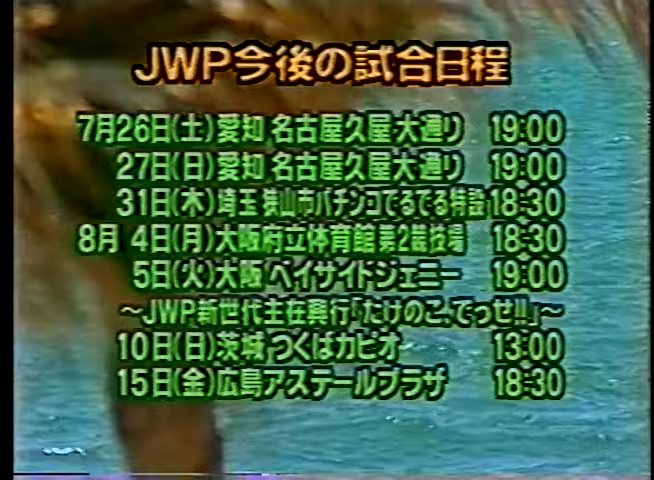 JWP今後の試合日程
7月26日(土)愛知 名古屋久屋大通り 19:00
27日(日)愛知 名古屋久屋大通り 19:00
31日(木)埼玉 狭山市パチンコでるでる特設 18:30
8月 4日(月)大阪府立体育館第2競技場 18:30
5日(火)大阪 ベイサイドジェニー 19:00
〜JWP新世代主在興行「たけのこ、でっせ!!」〜
10日(日)茨城 つくばカピオ 13:00
15日(金)広島アステールプラザ 18:30